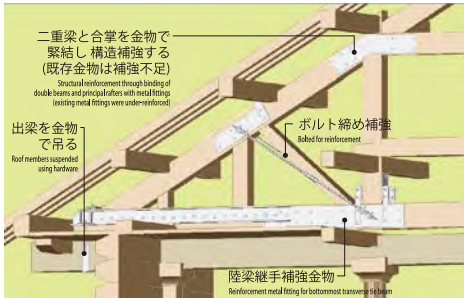 二重梁と合掌を金物で
緊結し構造補強する
(既存金物は補強不足)
Structural reinforcement through binding of
double beams and principal rafters with metal fittings
(existing metal fittings were under-reinforced)
出梁を金物
で吊る
Roof members suspended
using hardware
ボルト締め補強
Bolted for reinforcement
陸梁継手補強金物
Reinforcement metal fitting for bottommost transverse tie beam